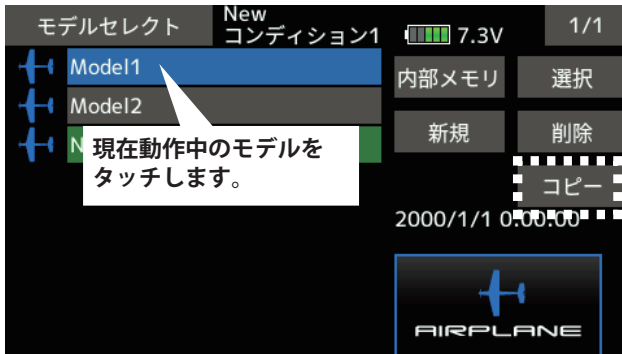 モデルセレクト
New
コンディション1
7.3V
1/1
Model1
Model2
N
現在動作中のモデルを
タッチします。
内部メモリ
選択
新規
削除
コピー
2000/1/1 0:00:00
AIRPLANE